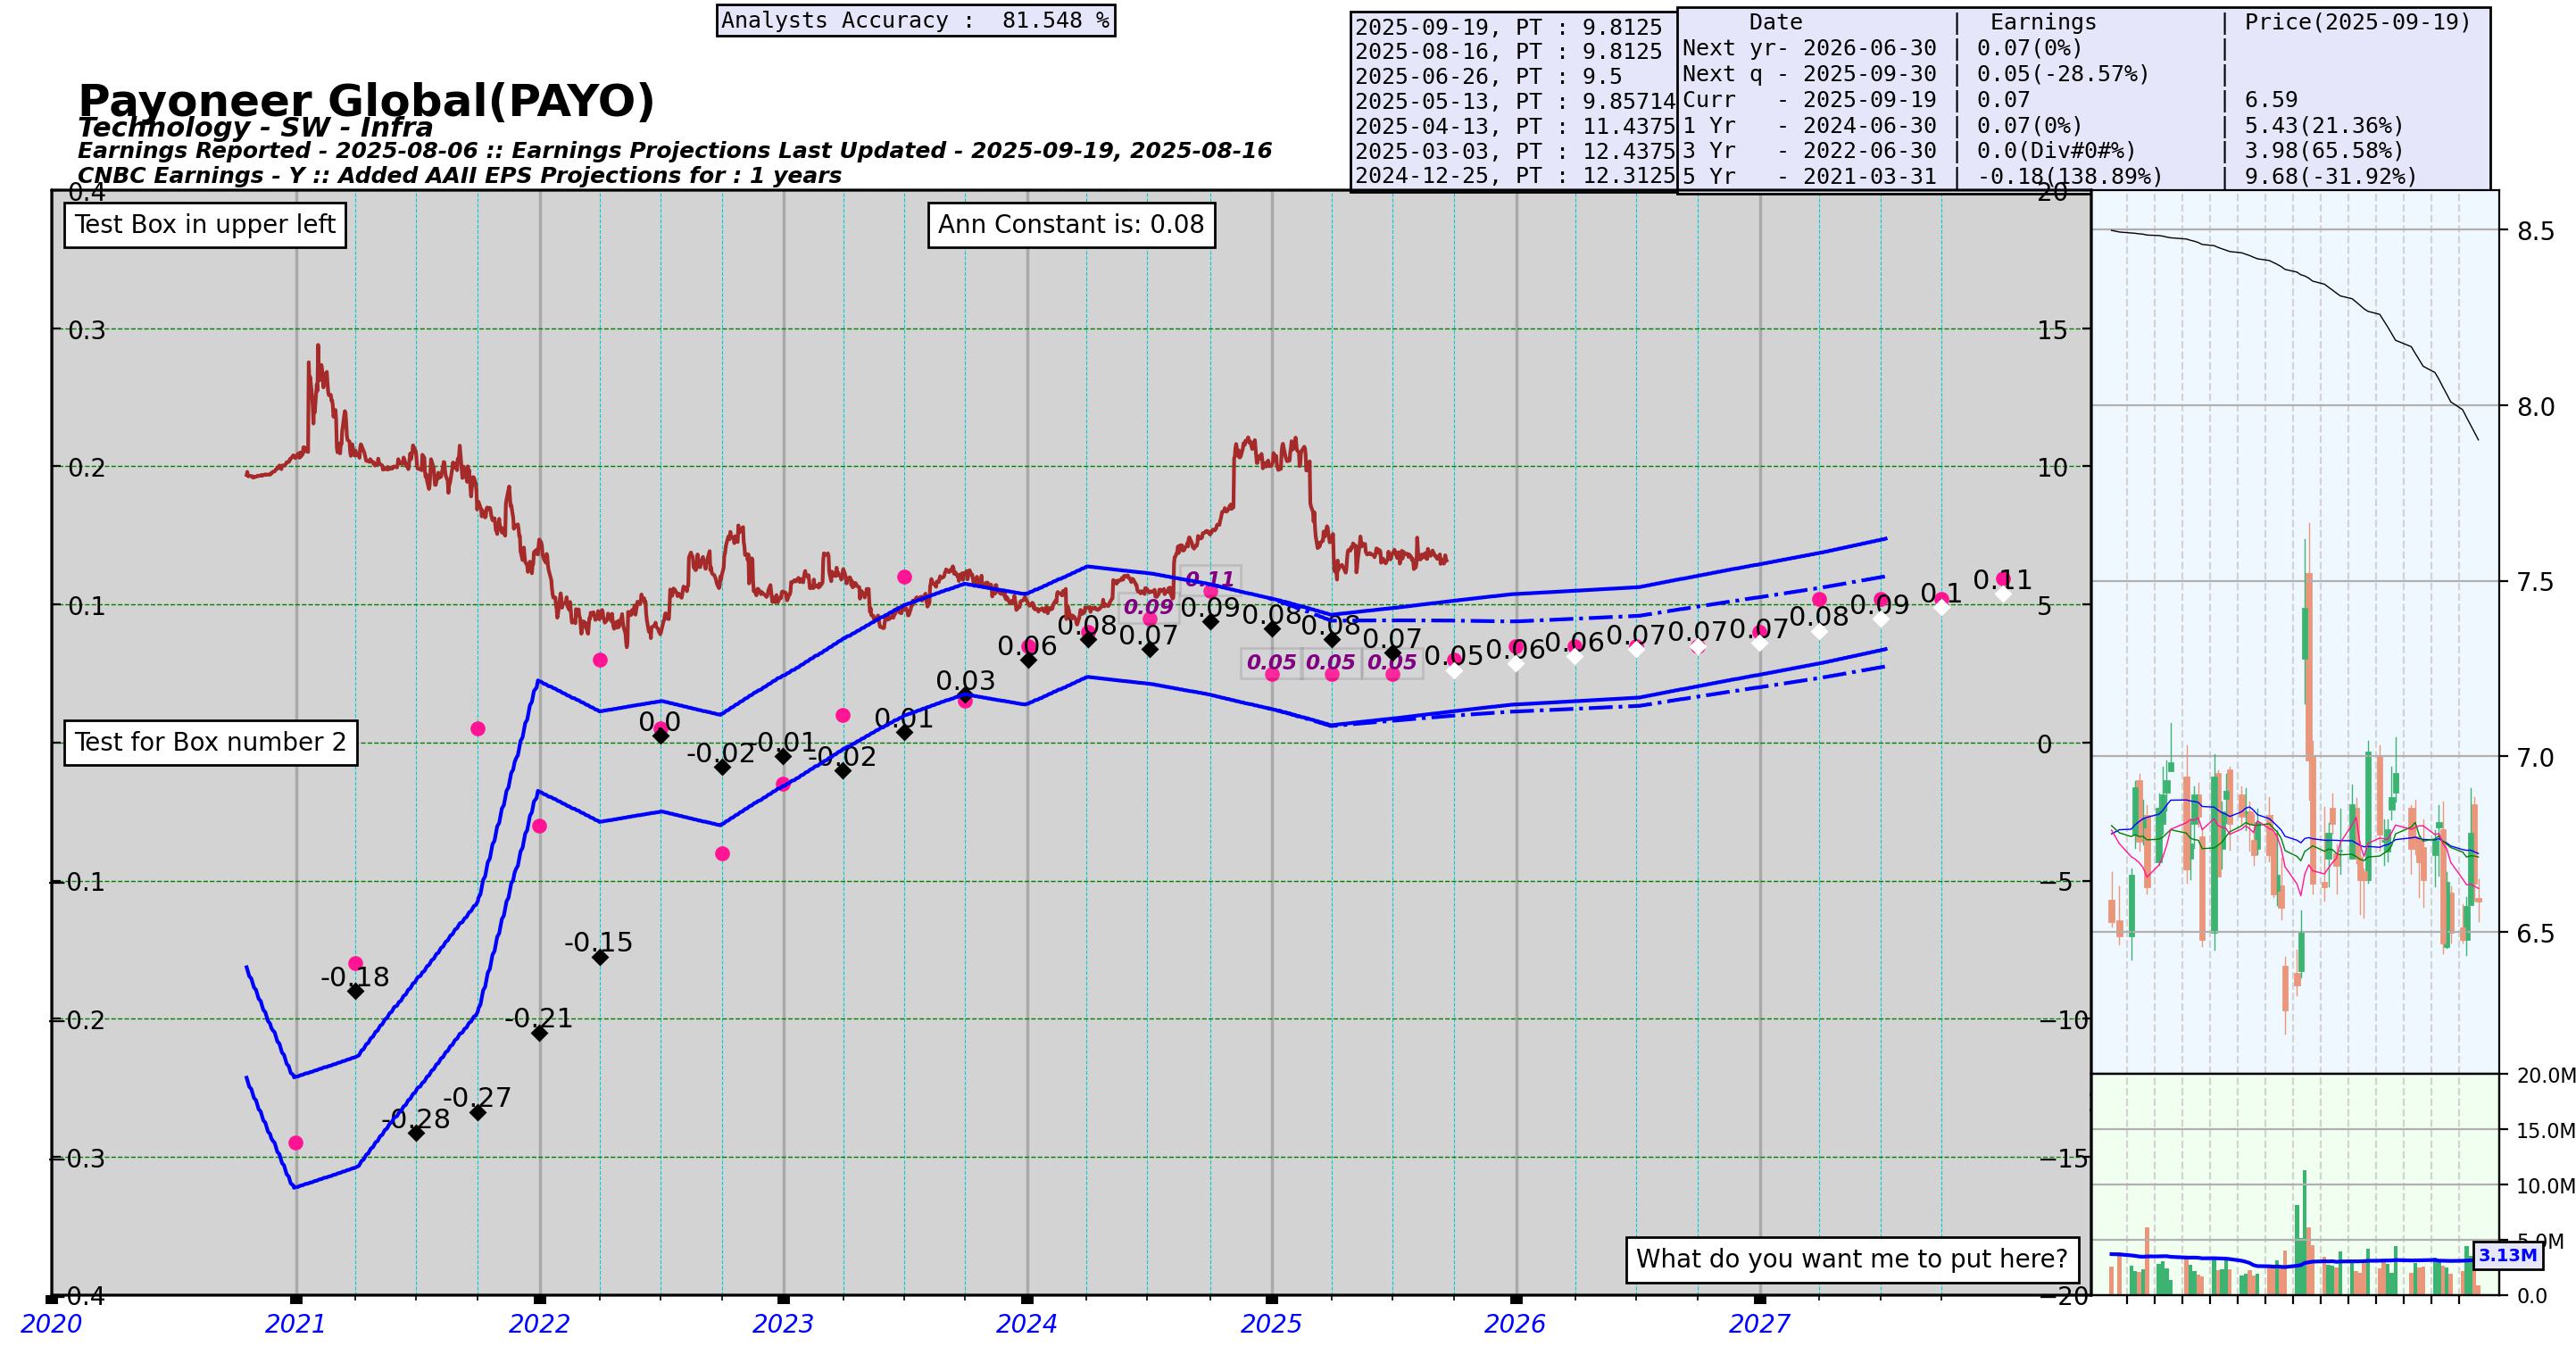 Analysts Accuracy :  81.548 %
2025-09-19, PT : 9.8125
2025-08-16, PT : 9.8125
2025-06-26, PT : 9.5
2025-05-13, PT : 9.85714
2025-04-13, PT : 11.4375
2025-03-03, PT : 12.4375
2024-12-25, PT : 12.3125
Date | Earnings | Price(2025-09-19)
Next yr- 2026-06-30 | 0.07(0%) |
Next q - 2025-09-30 | 0.05(-28.57%) |
Curr   - 2025-09-19 | 0.07 | 6.59
1 Yr   - 2024-06-30 | 0.07(0%) | 5.43(21.36%)
3 Yr   - 2022-06-30 | 0.0(Div#0#%) | 3.98(65.58%)
5 Yr   - 2021-03-31 | -0.18(138.89%) | 9.68(-31.92%)
Payoneer Global(PAYO)
Technology - SW - Infra
Earnings Reported - 2025-08-06 :: Earnings Projections Last Updated - 2025-09-19, 2025-08-16
CNBC Earnings - Y :: Added AAII EPS Projections for : 1 years
Test Box in upper left
Ann Constant is: 0.08
Test for Box number 2
What do you want me to put here?
0.4
0.3
0.2
0.1
-0.1
-0.2
-0.3
-0.4
20
15
10
5
0
−5
−10
−15
−20
-0.18
-0.28
-0.27
-0.21
-0.15
0.0
-0.02
-0.01
-0.02
0.01
0.03
0.06
0.08
0.07
0.09
0.08
0.08
0.07
0.05
0.06
0.06
0.07
0.07
0.07
0.08
0.09
0.1
0.11
0.09
0.11
0.05
0.05
0.05
8.5
8.0
7.5
7.0
6.5
20.0M
15.0M
10.0M
5.0M
3.13M
0.0
2020
2021
2022
2023
2024
2025
2026
2027